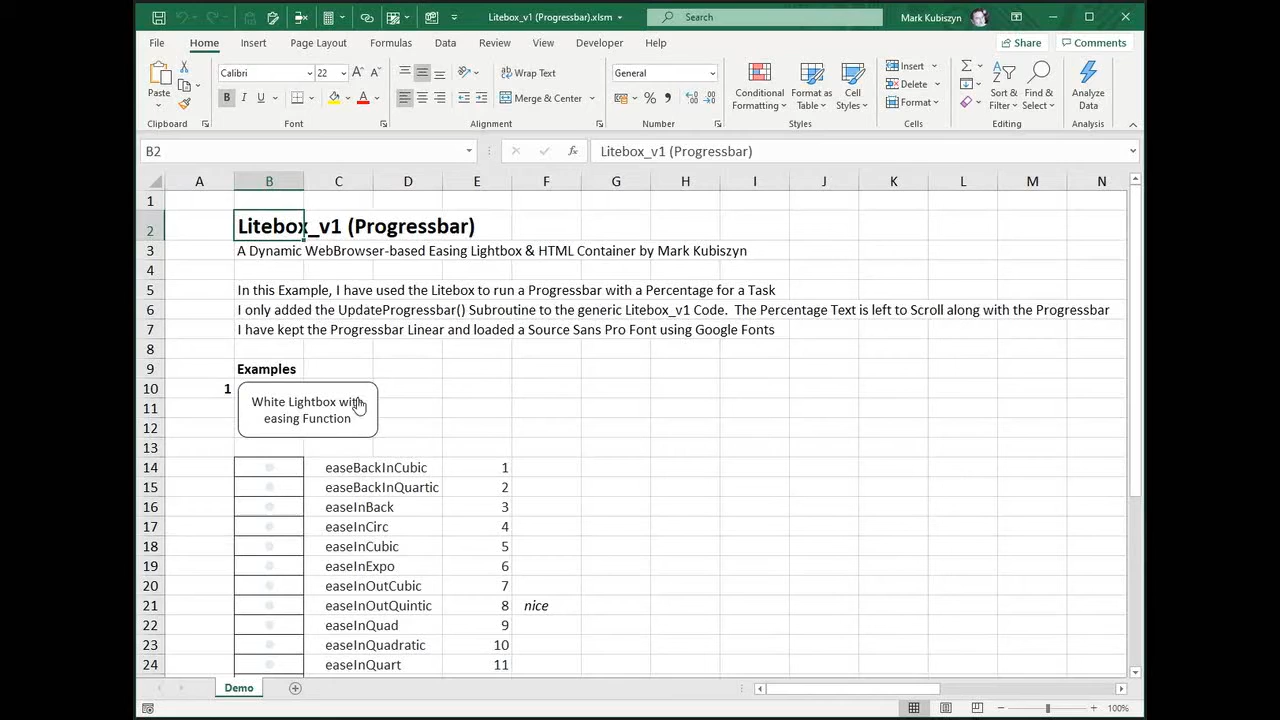 Litebox_v1 (Progressbar).xlsm
Search
Mark Kubiszyn
File Home Insert Page Layout Formulas Data Review View Developer Help
Share Comments
Paste
Calibri 22
B I U
Wrap Text
Merge & Center
General
Conditional Formatting
Format as Table
Cell Styles
Insert
Delete
Format
Sort & Filter
Find & Select
Analyze Data
Clipboard Font Alignment Number Styles Cells Editing Analysis
B2 fx Litebox_v1 (Progressbar)
A B C D E F G H I J K L M N
1
2 Litebox_v1 (Progressbar)
3 A Dynamic WebBrowser-based Easing Lightbox & HTML Container by Mark Kubiszyn
4
5 In this Example, I have used the Litebox to run a Progressbar with a Percentage for a Task
6 I only added the UpdateProgressbar() Subroutine to the generic Litebox_v1 Code. The Percentage Text is left to Scroll along with the Progressbar
7 I have kept the Progressbar Linear and loaded a Source Sans Pro Font using Google Fonts
8
9 Examples
10 1
White Lightbox with
11
easing Function
12
13
14 easeBackInCubic 1
15 easeBackInQuartic 2
16 easeInBack 3
17 easeInCirc 4
18 easeInCubic 5
19 easeInExpo 6
20 easeInOutCubic 7
21 easeInOutQuintic 8 nice
22 easeInQuad 9
23 easeInQuadratic 10
24 easeInQuart 11
Demo
100%